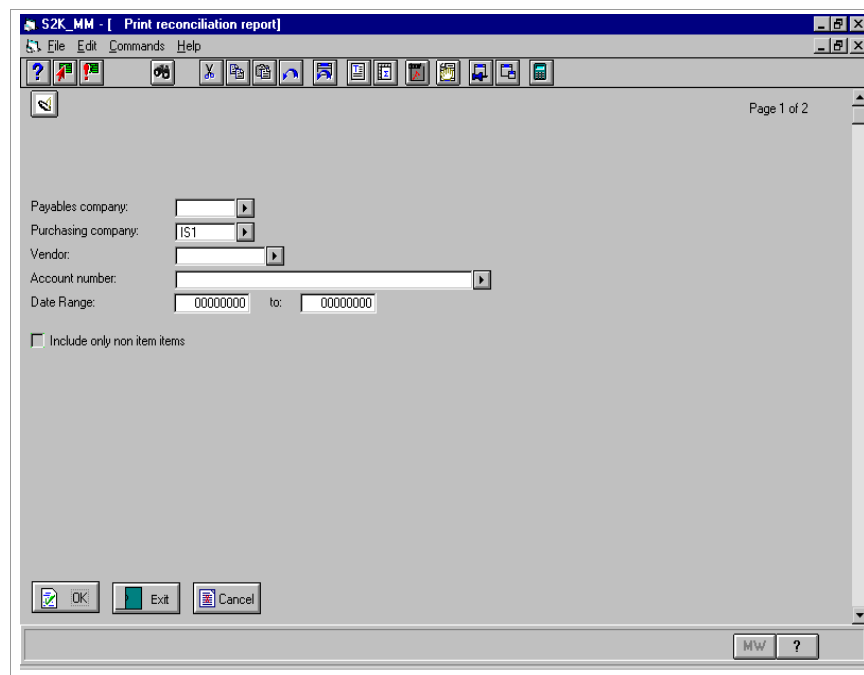 S2K_MM - [ Print reconciliation report]
File Edit Commands Help
Page 1 of 2
Payables company:
Purchasing company: IS1
Vendor:
Account number:
Date Range: 00000000 to: 00000000
Include only non item items
OK Exit Cancel
MW ?